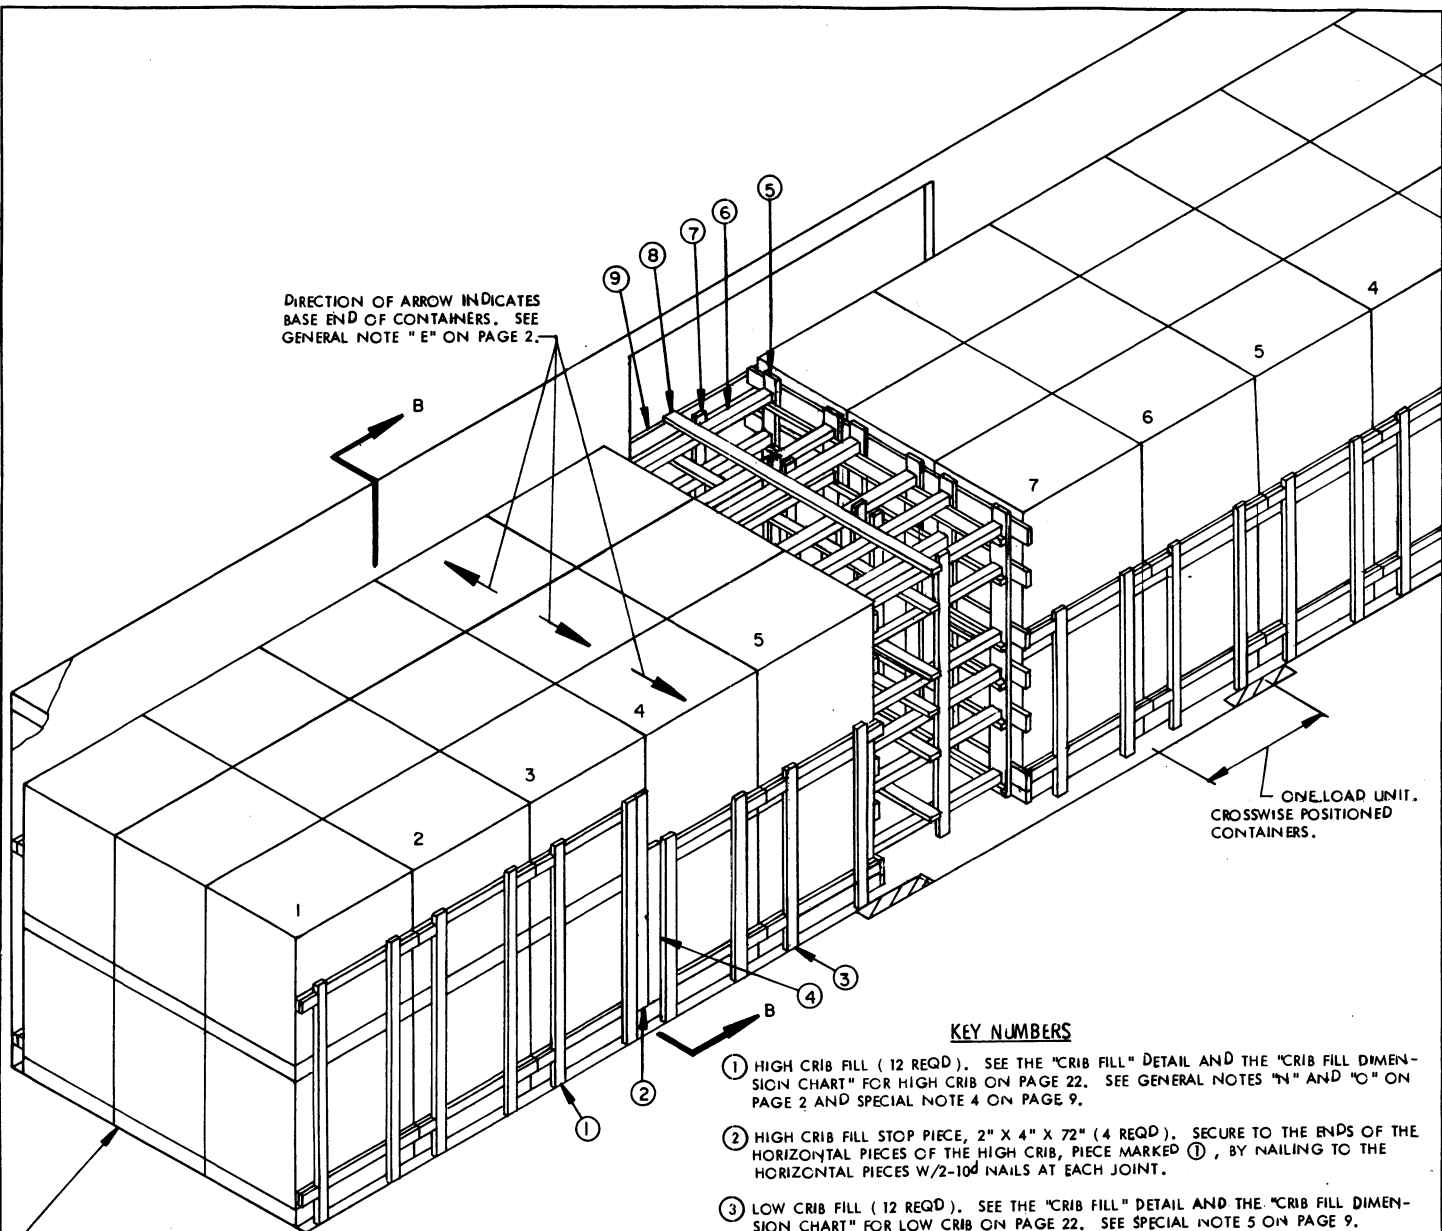 5
6
7
8
9
4
DIRECTION OF ARROW INDICATES
BASE END OF CONTAINERS. SEE
GENERAL NOTE "E" ON PAGE 2.
5
B
6
7
5
4
3
ONE LOAD UNIT.
CROSSWISE POSITIONED
CONTAINERS.
2
1
3
4
B
2
1
KEY NUMBERS
1 HIGH CRIB FILL ( 12 REQD ). SEE THE "CRIB FILL" DETAIL AND THE "CRIB FILL DIMEN-
SION CHART" FOR HIGH CRIB ON PAGE 22. SEE GENERAL NOTES "N" AND "O" ON
PAGE 2 AND SPECIAL NOTE 4 ON PAGE 9.
2 HIGH CRIB FILL STOP PIECE, 2" X 4" X 72" (4 REQD ). SECURE TO THE ENDS OF THE
HORIZONTAL PIECES OF THE HIGH CRIB, PIECE MARKED 1 , BY NAILING TO THE
HORIZONTAL PIECES W/2-10d NAILS AT EACH JOINT.
3 LOW CRIB FILL ( 12 REQD ). SEE THE "CRIB FILL" DETAIL AND THE "CRIB FILL DIMEN-
SION CHART" FOR LOW CRIB ON PAGE 22. SEE SPECIAL NOTE 5 ON PAGE 9.